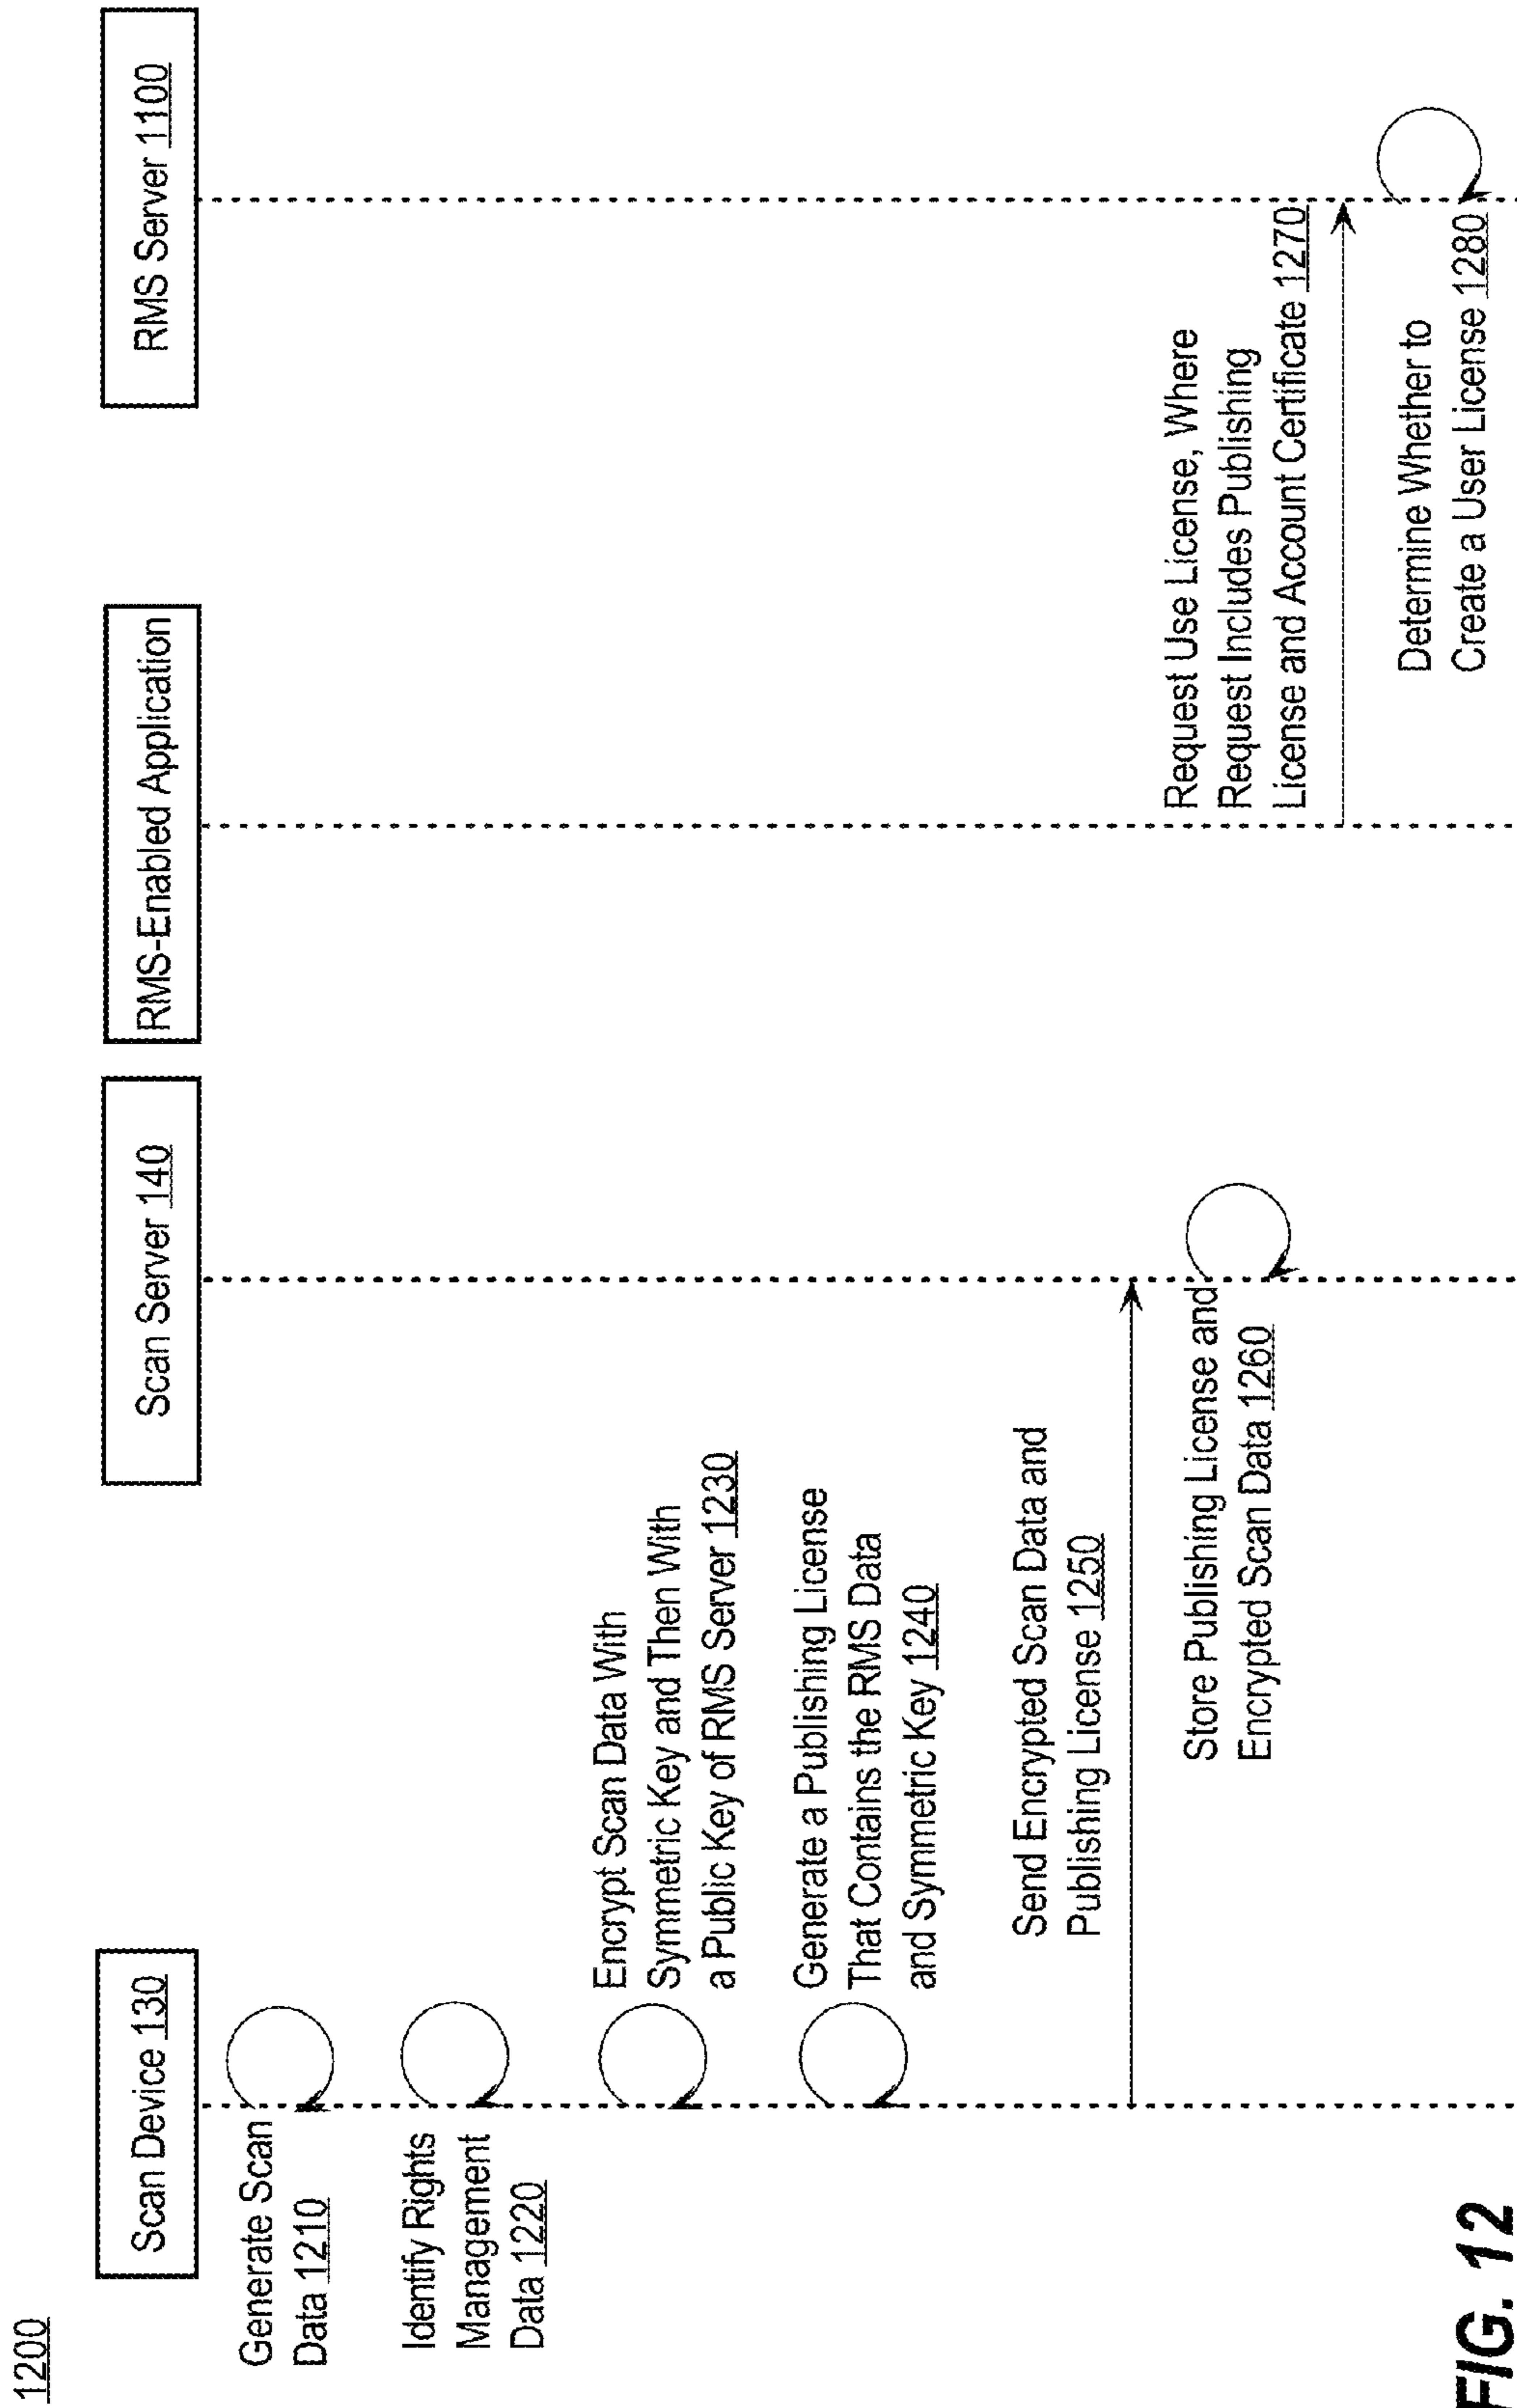 1200
Scan Device 130
Scan Server 140
RMS-Enabled Application
RMS Server 1100
Generate Scan
Data 1210
Identify Rights
Management
Data 1220
Encrypt Scan Data With
Symmetric Key and Then With
a Public Key of RMS Server 1230
Generate a Publishing License
That Contains the RMS Data
and Symmetric Key 1240
Send Encrypted Scan Data and
Publishing License 1250
Store Publishing License and
Encrypted Scan Data 1260
Request Use License, Where
Request Includes Publishing
License and Account Certificate 1270
Determine Whether to
Create a User License 1280
FIG. 12